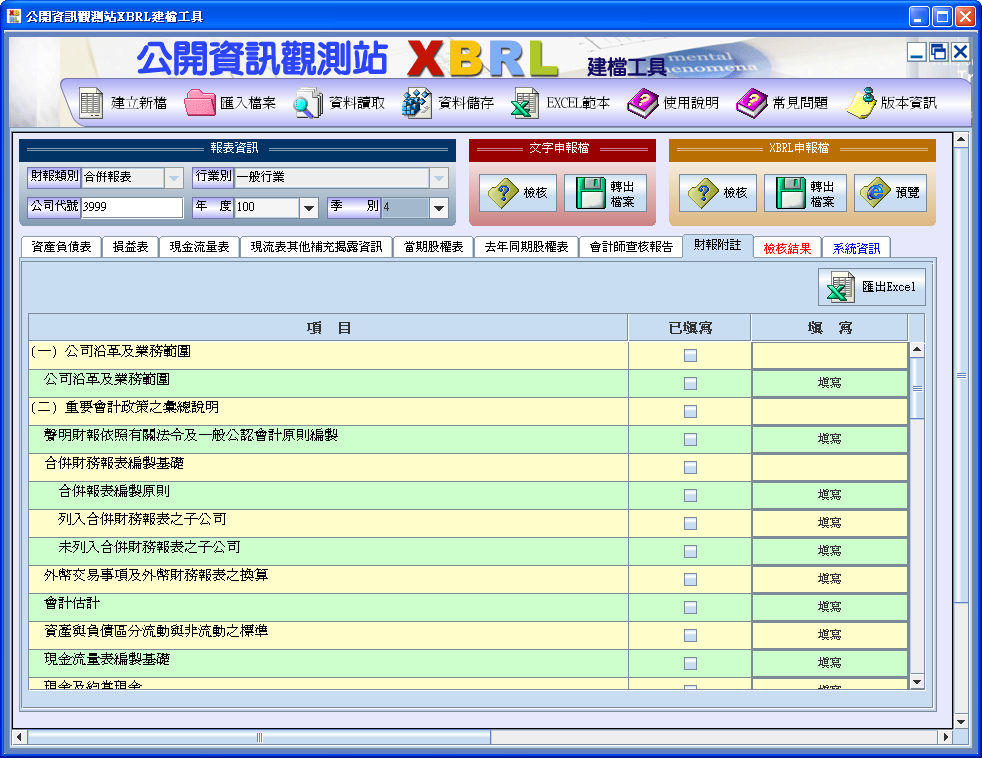 公開資訊觀測站XBRL建檔工具
公開資訊觀測站 XBRL 建檔工具
mental
enomena
建立新檔 匯入檔案 資料讀取 資料儲存 EXCEL範本 使用說明 常見問題 版本資訊
報表資訊
財報類別 合併報表 行業別 一般行業
公司代號 3999 年 度 100 季 別 4
文字申報檔
檢核 轉出檔案
XBRL申報檔
檢核 轉出檔案 預覽
資產負債表 損益表 現金流量表 現流表其他補充揭露資訊 當期股權表 去年同期股權表 會計師查核報告 財報附註 檢核結果 系統資訊
匯出Excel
項 目 已填寫 填 寫
(一) 公司沿革及業務範圍
公司沿革及業務範圍 填寫
(二) 重要會計政策之彙總說明
聲明財報依照有關法令及一般公認會計原則編製 填寫
合併財務報表編製基礎
合併報表編製原則 填寫
列入合併財務報表之子公司 填寫
未列入合併財務報表之子公司 填寫
外幣交易事項及外幣財務報表之換算 填寫
會計估計 填寫
資產與負債區分流動與非流動之標準 填寫
現金流量表編製基礎 填寫
現金及約當現金 填寫